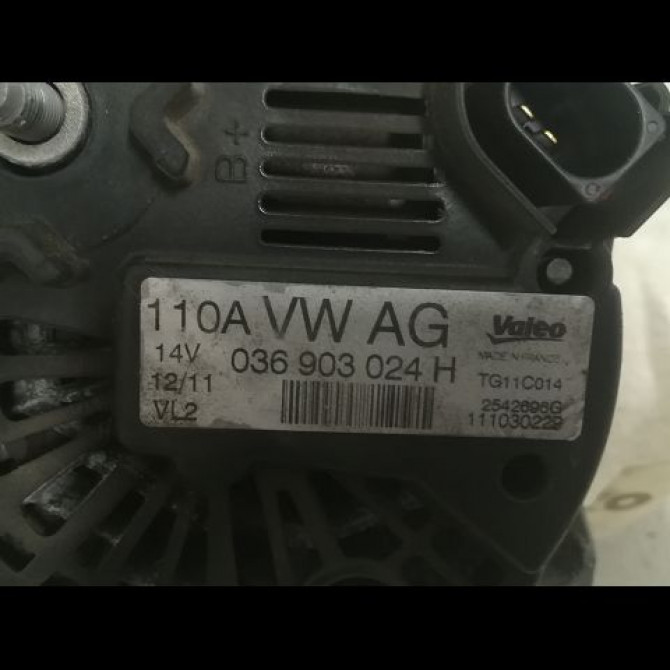 B+
110A VW AG
Valeo
14V 036 903 024 H
MADE IN FRANCE
12/11
TG11C014
VL2
2542696G
111030229